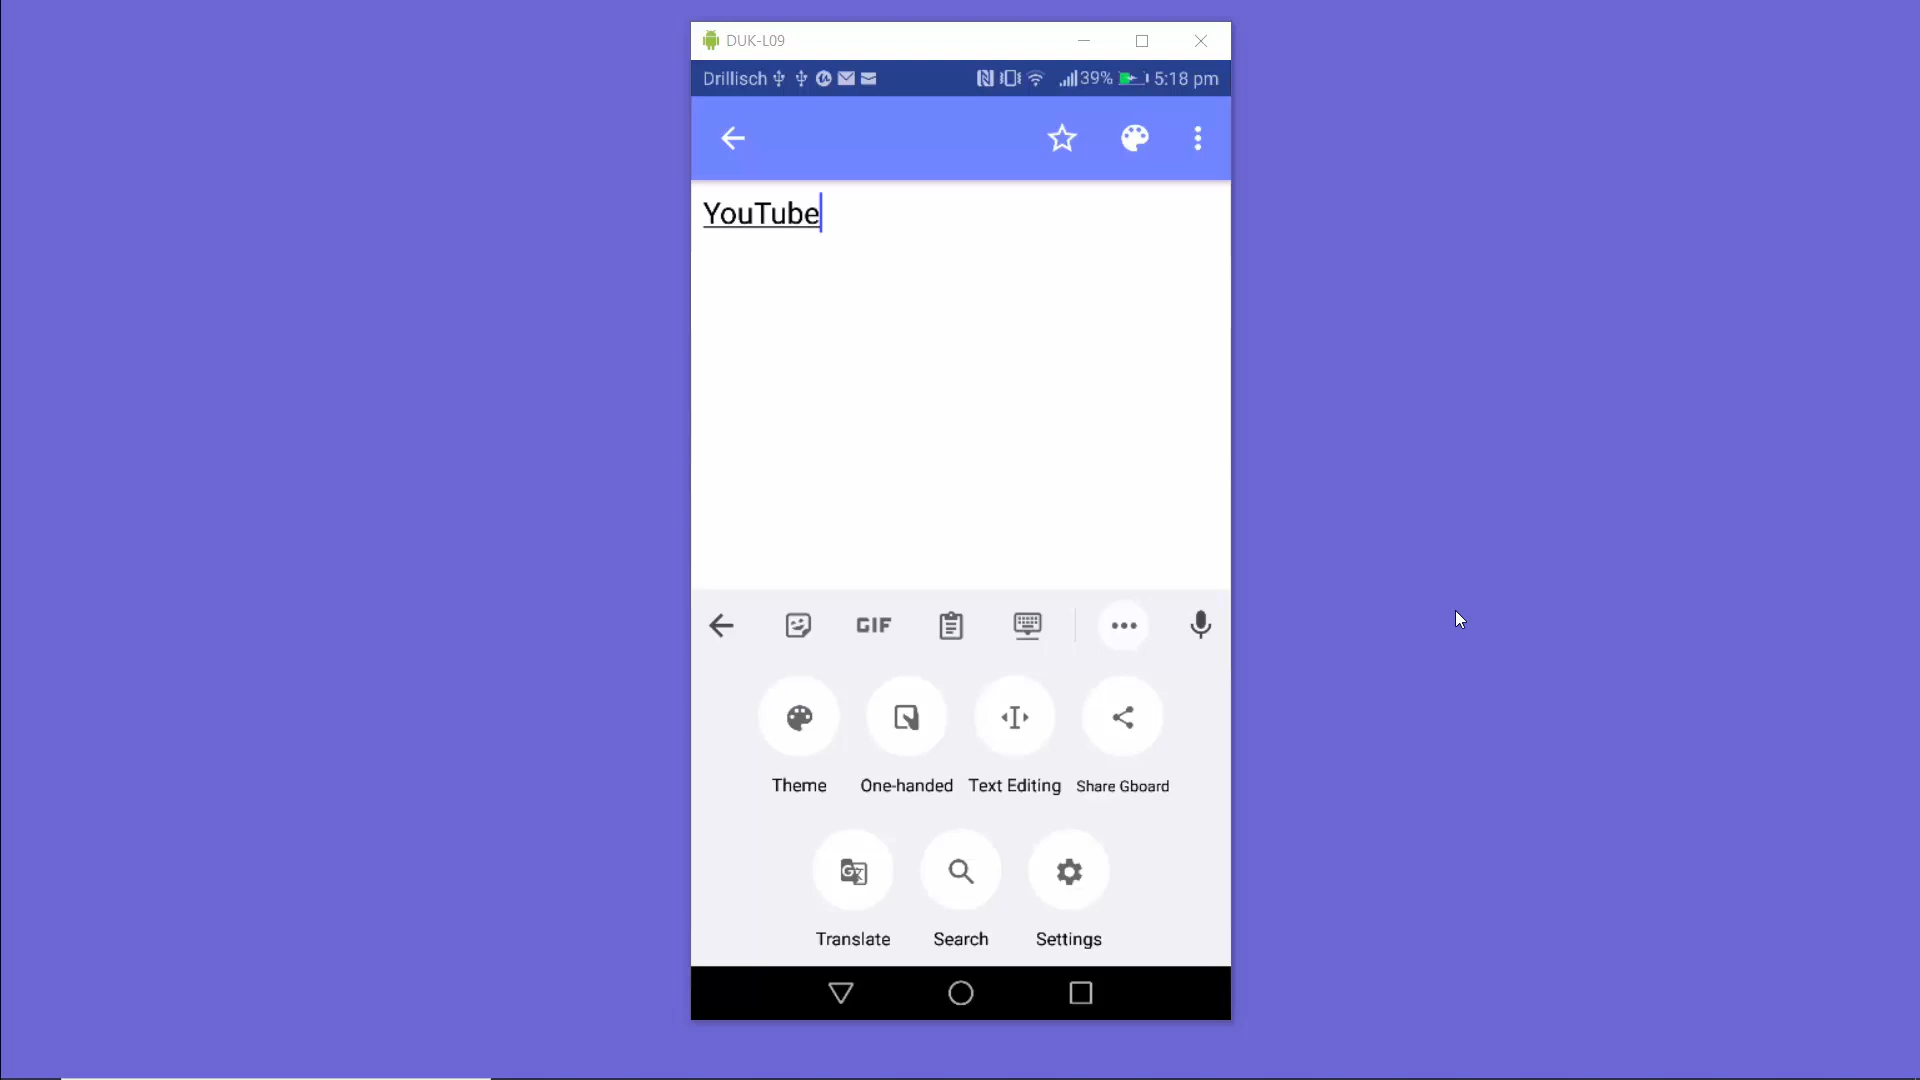 DUK-L09
Drillisch 39% 5:18 pm
YouTube
GIF
Theme One-handed Text Editing Share Gboard
Translate Search Settings